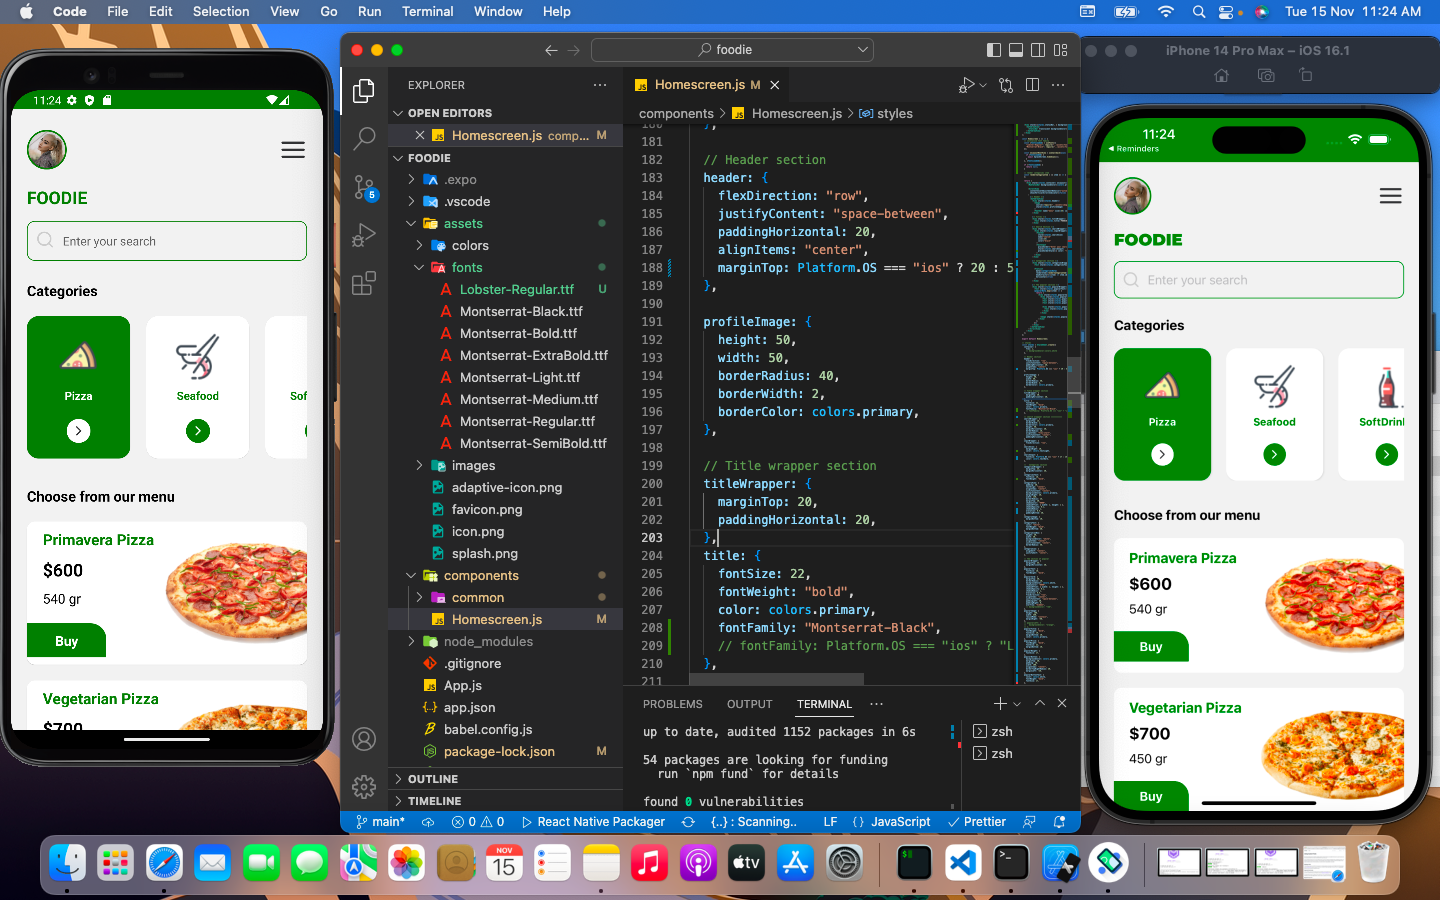 Code File Edit Selection View Go Run Terminal Window Help
Tue 15 Nov 11:24 AM
11:24
FOODIE
Enter your search
Categories
Pizza
Seafood
Sof
Choose from our menu
Primavera Pizza
$600
540 gr
Buy
Vegetarian Pizza
$700
foodie
EXPLORER
OPEN EDITORS
Homescreen.js comp... M
FOODIE
.expo
.vscode
assets
colors
fonts
Lobster-Regular.ttf U
Montserrat-Black.ttf
Montserrat-Bold.ttf
Montserrat-ExtraBold.ttf
Montserrat-Light.ttf
Montserrat-Medium.ttf
Montserrat-Regular.ttf
Montserrat-SemiBold.ttf
images
adaptive-icon.png
favicon.png
icon.png
splash.png
components
common
Homescreen.js M
node_modules
.gitignore
App.js
app.json
babel.config.js
package-lock.json M
OUTLINE
TIMELINE
5
Homescreen.js M
components > Homescreen.js > styles
181
182 // Header section
183 header: {
184 flexDirection: "row",
185 justifyContent: "space-between",
186 paddingHorizontal: 20,
187 alignItems: "center",
188 marginTop: Platform.OS === "ios" ? 20 : 5
189 },
190
191 profileImage: {
192 height: 50,
193 width: 50,
194 borderRadius: 40,
195 borderWidth: 2,
196 borderColor: colors.primary,
197 },
198
199 // Title wrapper section
200 titleWrapper: {
201 marginTop: 20,
202 paddingHorizontal: 20,
203 },
204 title: {
205 fontSize: 22,
206 fontWeight: "bold",
207 color: colors.primary,
208 fontFamily: "Montserrat-Black",
209 // fontFamily: Platform.OS === "ios" ? "L
210 },
211
PROBLEMS OUTPUT TERMINAL
up to date, audited 1152 packages in 6s
54 packages are looking for funding
run `npm fund` for details
found 0 vulnerabilities
zsh
zsh
main* 0 0 React Native Packager {..} : Scanning.. LF {} JavaScript Prettier
iPhone 14 Pro Max – iOS 16.1
11:24
Reminders
FOODIE
Enter your search
Categories
Pizza
Seafood
SoftDrin
Choose from our menu
Primavera Pizza
$600
540 gr
Buy
Vegetarian Pizza
$700
450 gr
Buy
NOV
15
tv